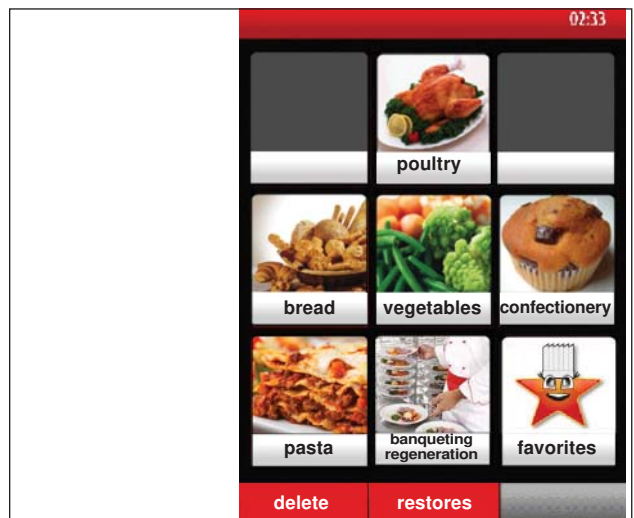 02:33
poultry
bread
vegetables
confectionery
pasta
banqueting
regeneration
favorites
delete
restores